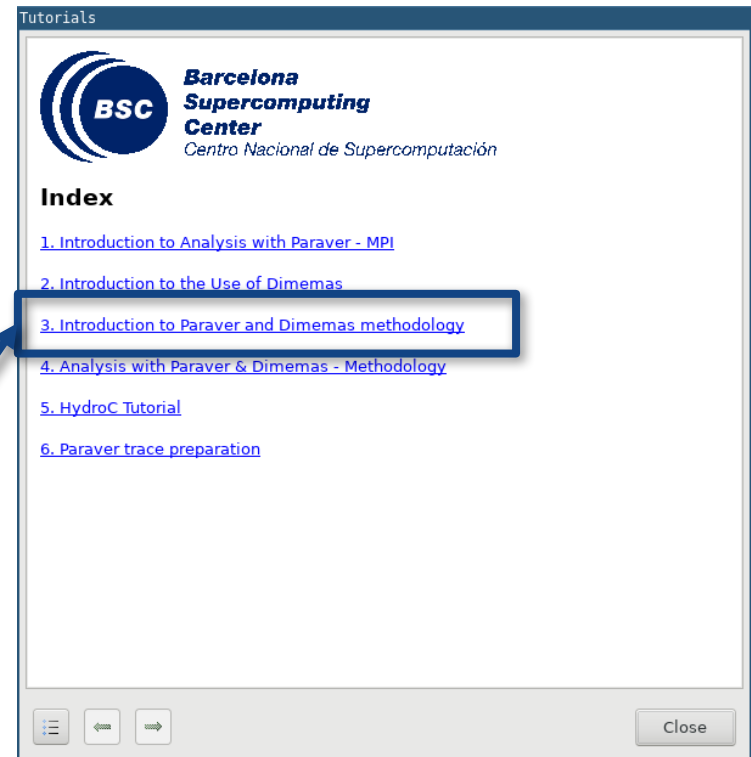 Tutorials
BSC
Barcelona
Supercomputing
Center
Centro Nacional de Supercomputación
Index
1. Introduction to Analysis with Paraver - MPI
2. Introduction to the Use of Dimemas
3. Introduction to Paraver and Dimemas methodology
4. Analysis with Paraver & Dimemas - Methodology
5. HydroC Tutorial
6. Paraver trace preparation
Close